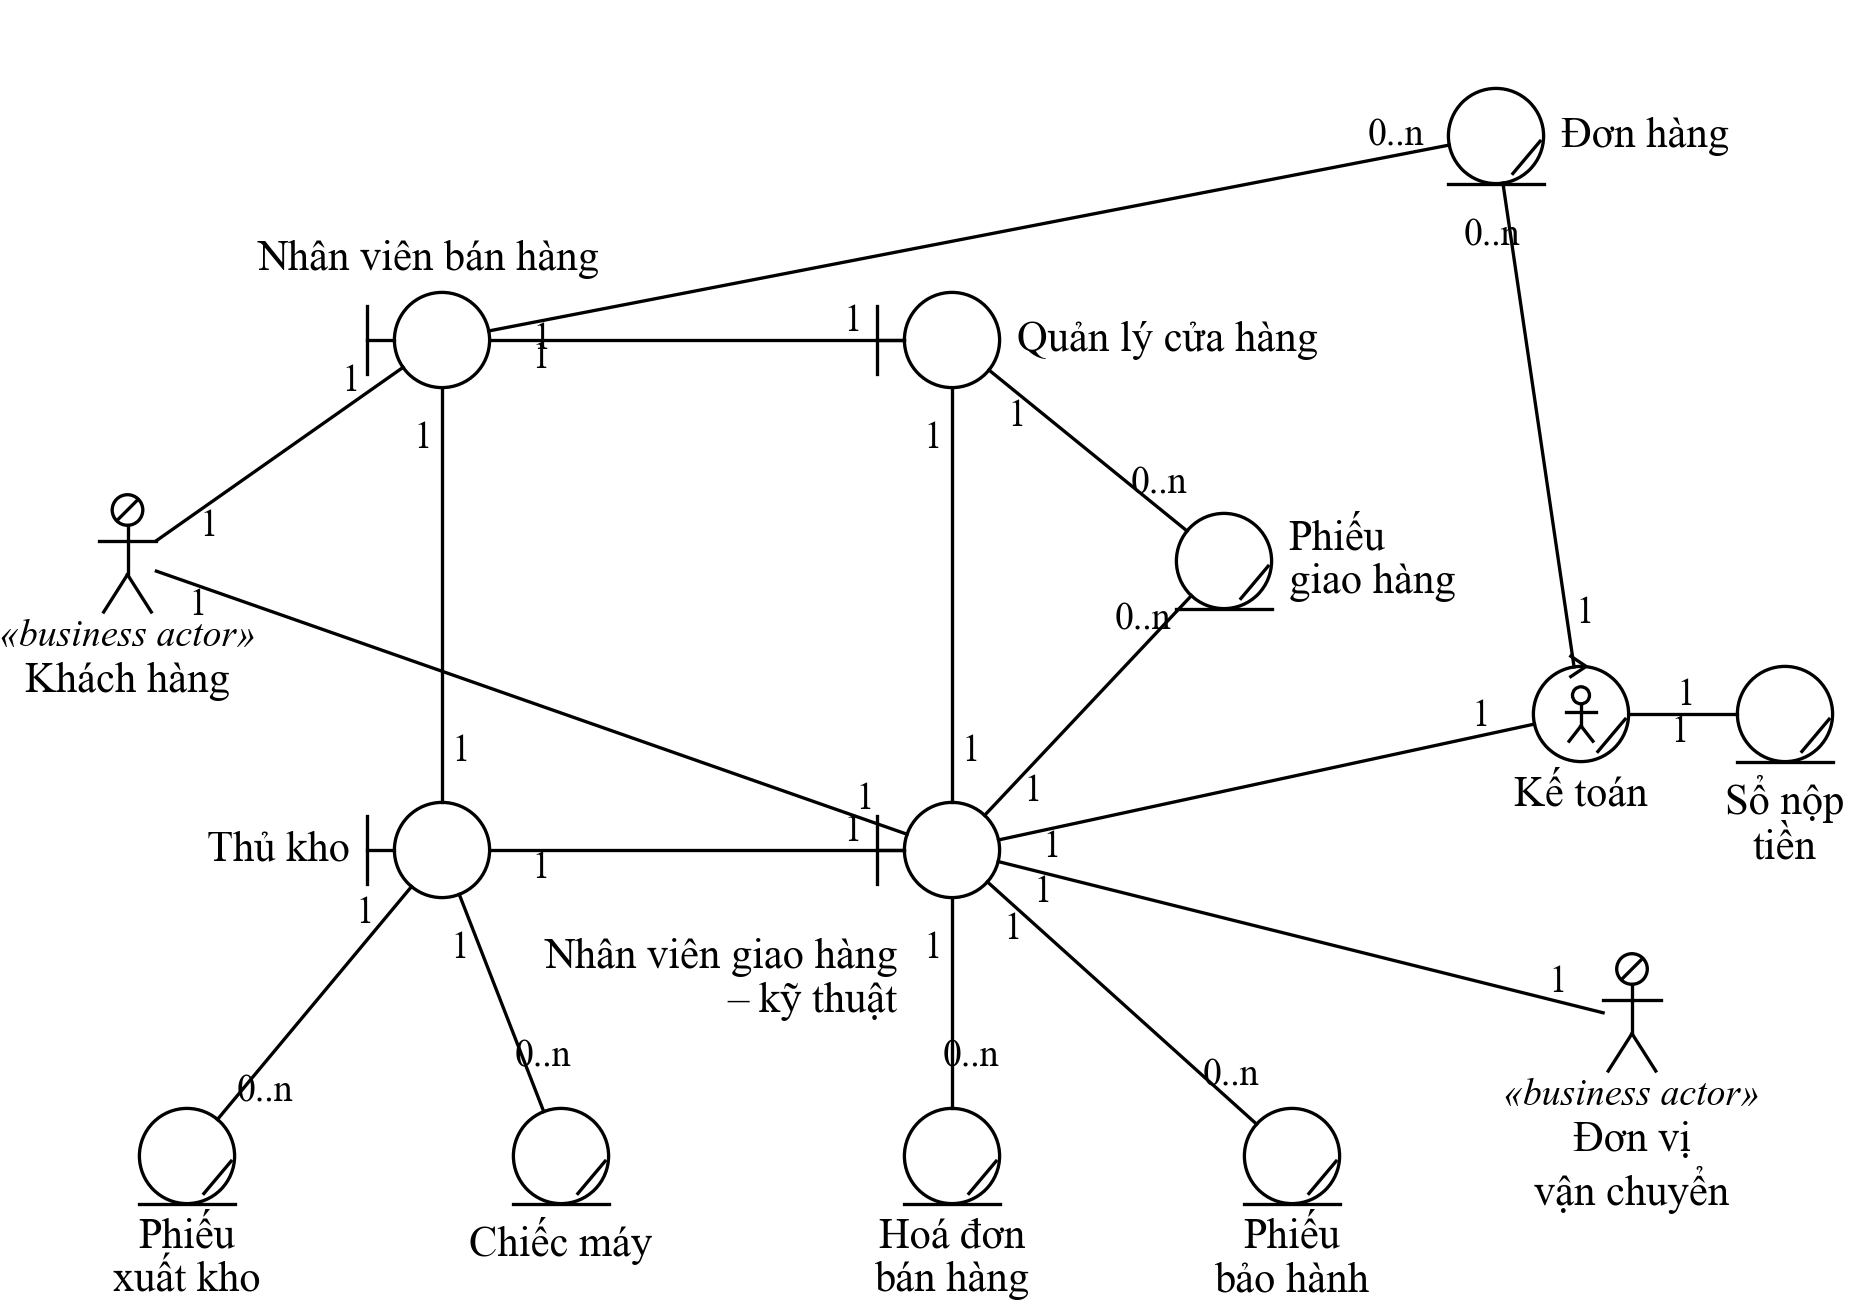 0..n
Đơn hàng
0..n
Nhân viên bán hàng
1
1
1
Quản lý cửa hàng
1
1
1
1
0..n
1
Phiếu
giao hàng
0..n
1
«business actor»
Khách hàng
1
1
1
1
1
1
1
1
Kế toán
Sổ nộp
tiền
1
1
1
1
Thủ kho
1
1
1
1
1
1
Nhân viên giao hàng
– kỹ thuật
1
1
0..n
0..n
0..n
0..n
«business actor»
Đơn vị
vận chuyển
Phiếu
xuất kho
Chiếc máy
Hoá đơn
bán hàng
Phiếu
bảo hành